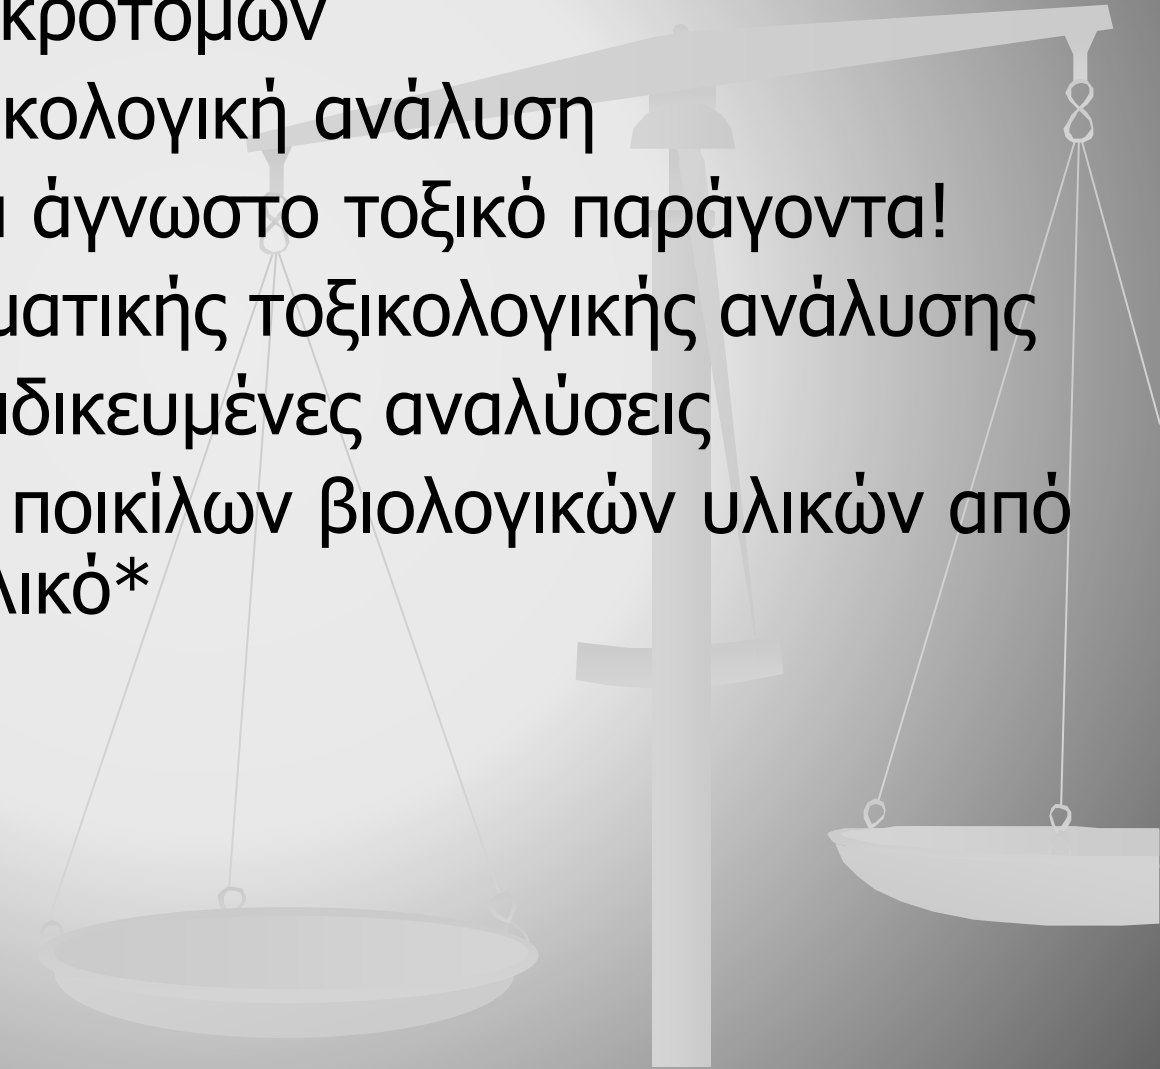 κροτομών
κολογική ανάλυση
άγνωστο τοξικό παράγοντα!
ματικής τοξικολογικής ανάλυσης
ιδικευμένες αναλύσεις
ποικίλων βιολογικών υλικών από
λικό*